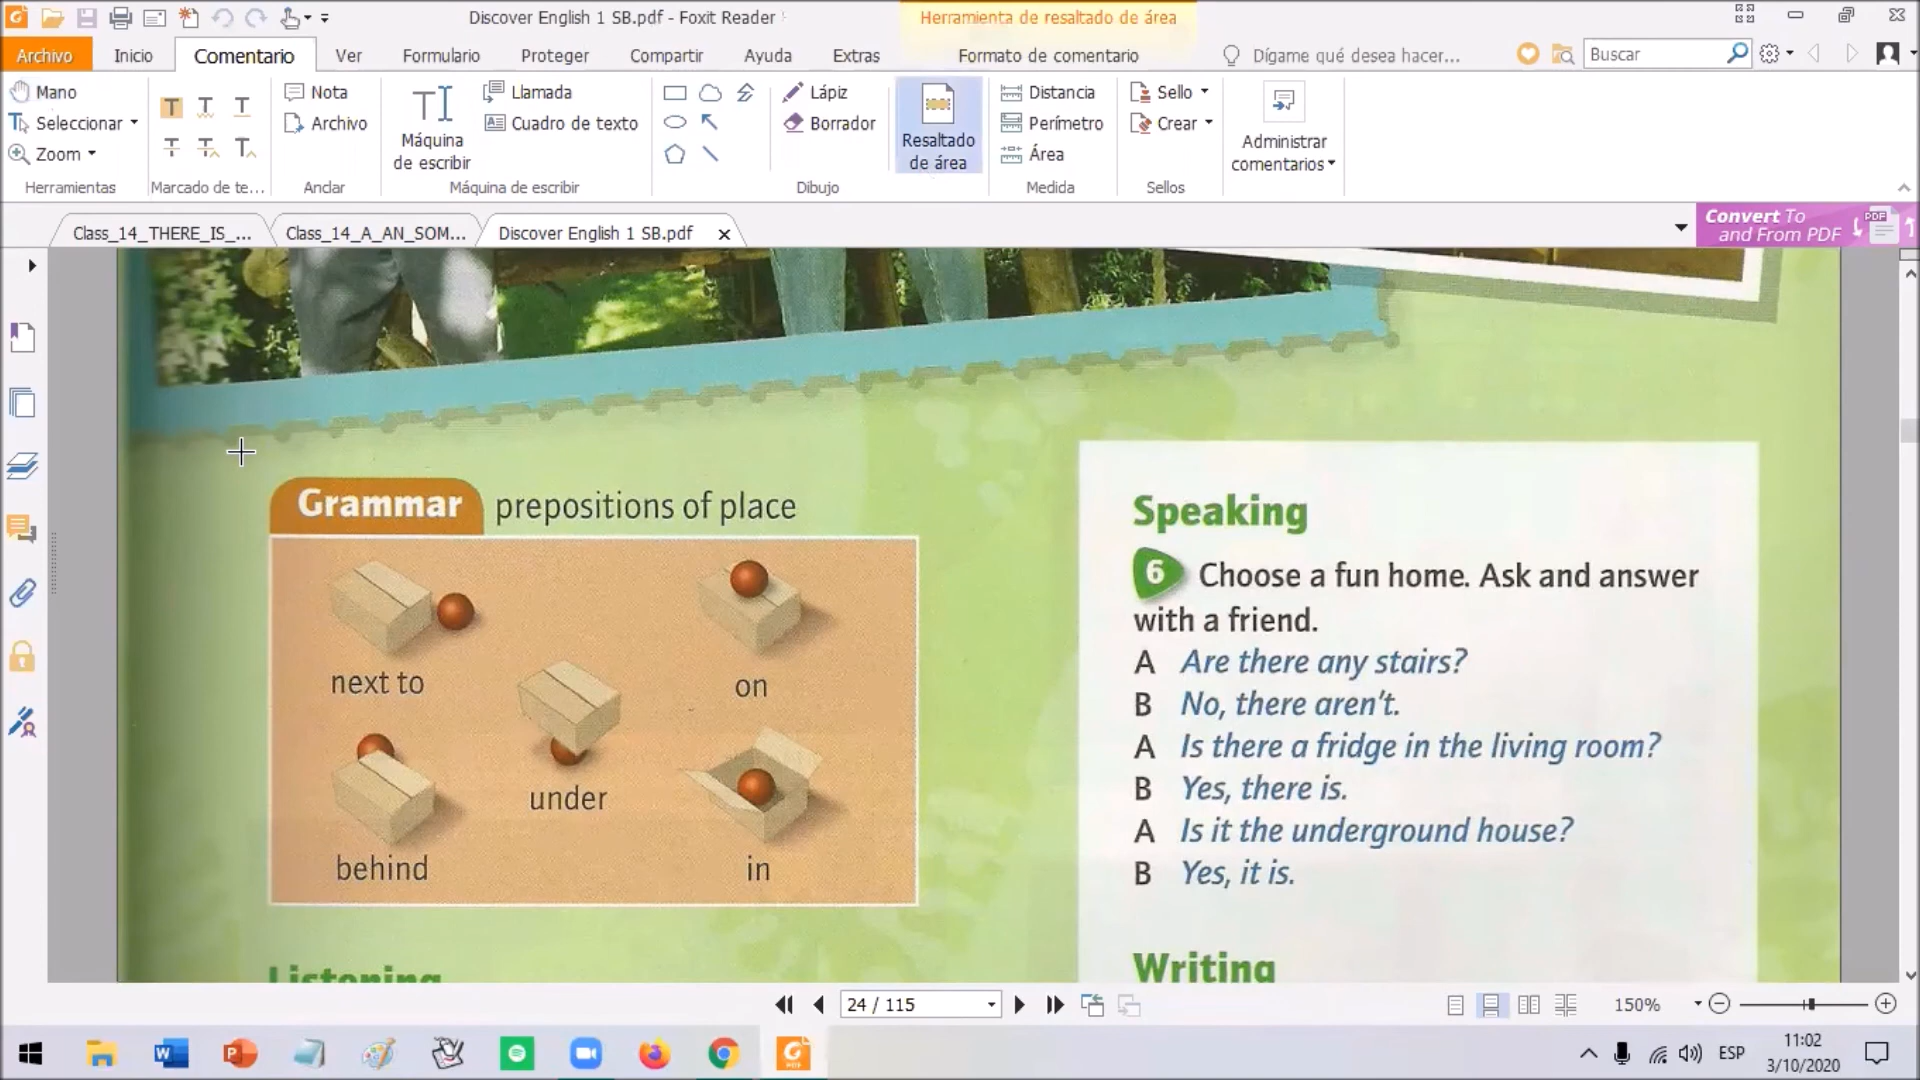 Discover English 1 SB.pdf - Foxit Reader
Herramienta de resaltado de área
Archivo
Inicio
Comentario
Ver
Formulario
Proteger
Compartir
Ayuda
Extras
Formato de comentario
Dígame qué desea hacer...
Buscar
Mano
Seleccionar
Zoom
Herramientas
Marcado de te...
Nota
Archivo
Anclar
Máquina
de escribir
Llamada
Cuadro de texto
Máquina de escribir
Lápiz
Borrador
Dibujo
Resaltado
de área
Distancia
Perímetro
Área
Medida
Sello
Crear
Sellos
Administrar
comentarios
Class_14_THERE_IS_...
Class_14_A_AN_SOM...
Discover English 1 SB.pdf
Convert To
and From PDF
PDF
Grammar prepositions of place
next to
on
under
behind
in
Listening
Speaking
6 Choose a fun home. Ask and answer
with a friend.
A Are there any stairs?
B No, there aren't.
A Is there a fridge in the living room?
B Yes, there is.
A Is it the underground house?
B Yes, it is.
Writing
24 / 115
150%
ESP
11:02
3/10/2020